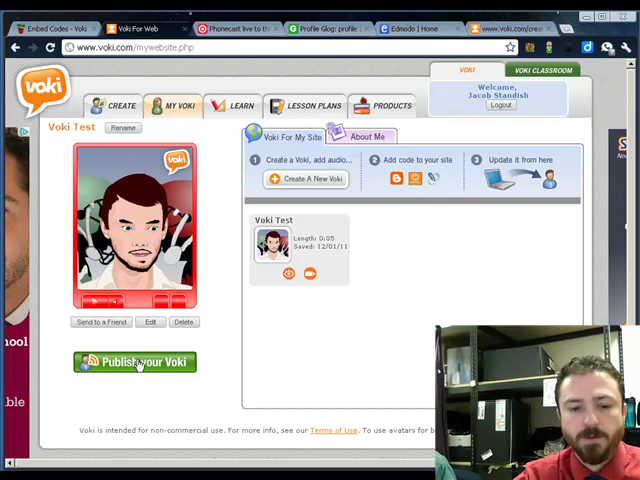 Embed Codes - Voki
Voki For Web
Phonecast live to the
Profile Glog: profile
Edmodo | Home
www.voki.com/crea
www.voki.com/mywebsite.php
voki
VOKI
VOKI CLASSROOM
Welcome,
Jacob Standish
Logout
CREATE
MY VOKI
LEARN
LESSON PLANS
PRODUCTS
Voki Test
Rename
Voki For My Site
About Me
1 Create a Voki, add audio...
2 Add code to your site
3 Update it from here
Create A New Voki
voki
Voki Test
Length: 0:05
Saved: 12/01/11
Send to a Friend
Edit
Delete
Publish your Voki
hool
able
Voki is intended for non-commercial use. For more info, see our Terms of Use. To use avatars for b